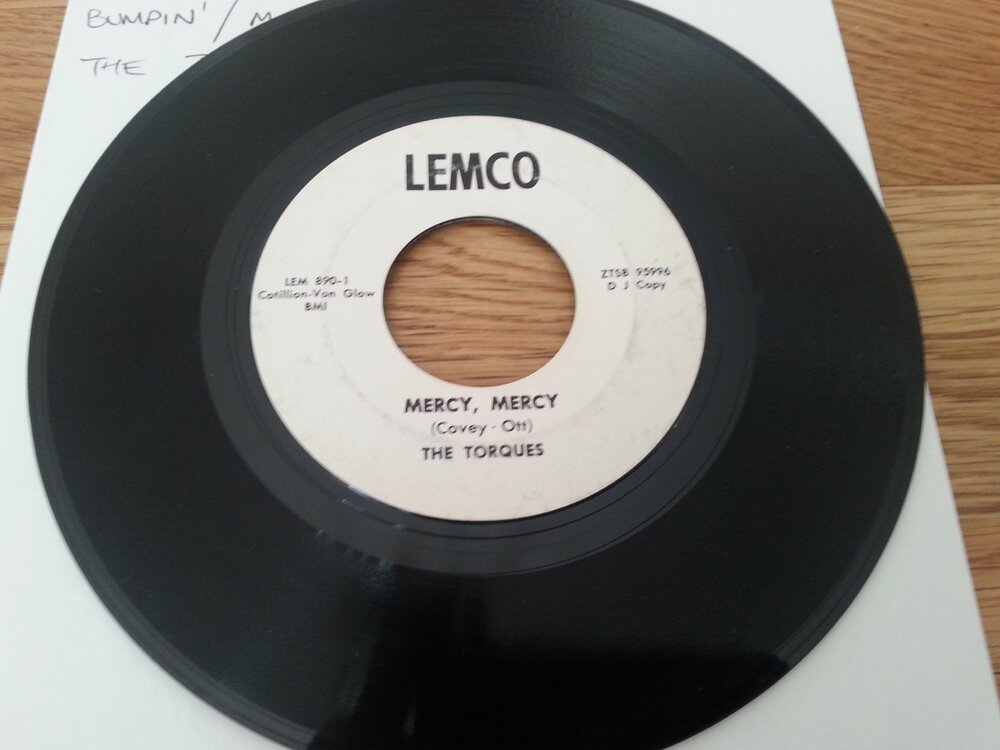 BUMPIN' /
THE
LEMCO
LEM 890-1
Cotillion-Von Glow
BMI
ZTSB 95996
D J Copy
MERCY, MERCY
(Covey - Ott)
THE TORQUES